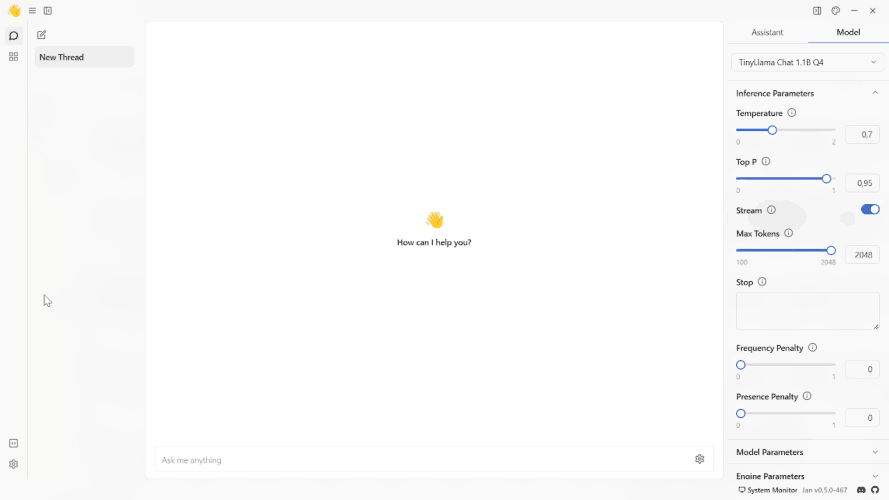 Assistant
Model
New Thread
TinyLlama Chat 1.1B Q4
Inference Parameters
Temperature
0,7
0
2
Top P
0,95
0
1
Stream
Max Tokens
2048
100
2048
Stop
How can I help you?
Frequency Penalty
0
0
1
Presence Penalty
0
0
1
Ask me anything
Model Parameters
Engine Parameters
System Monitor
Jan v0.5.0-467